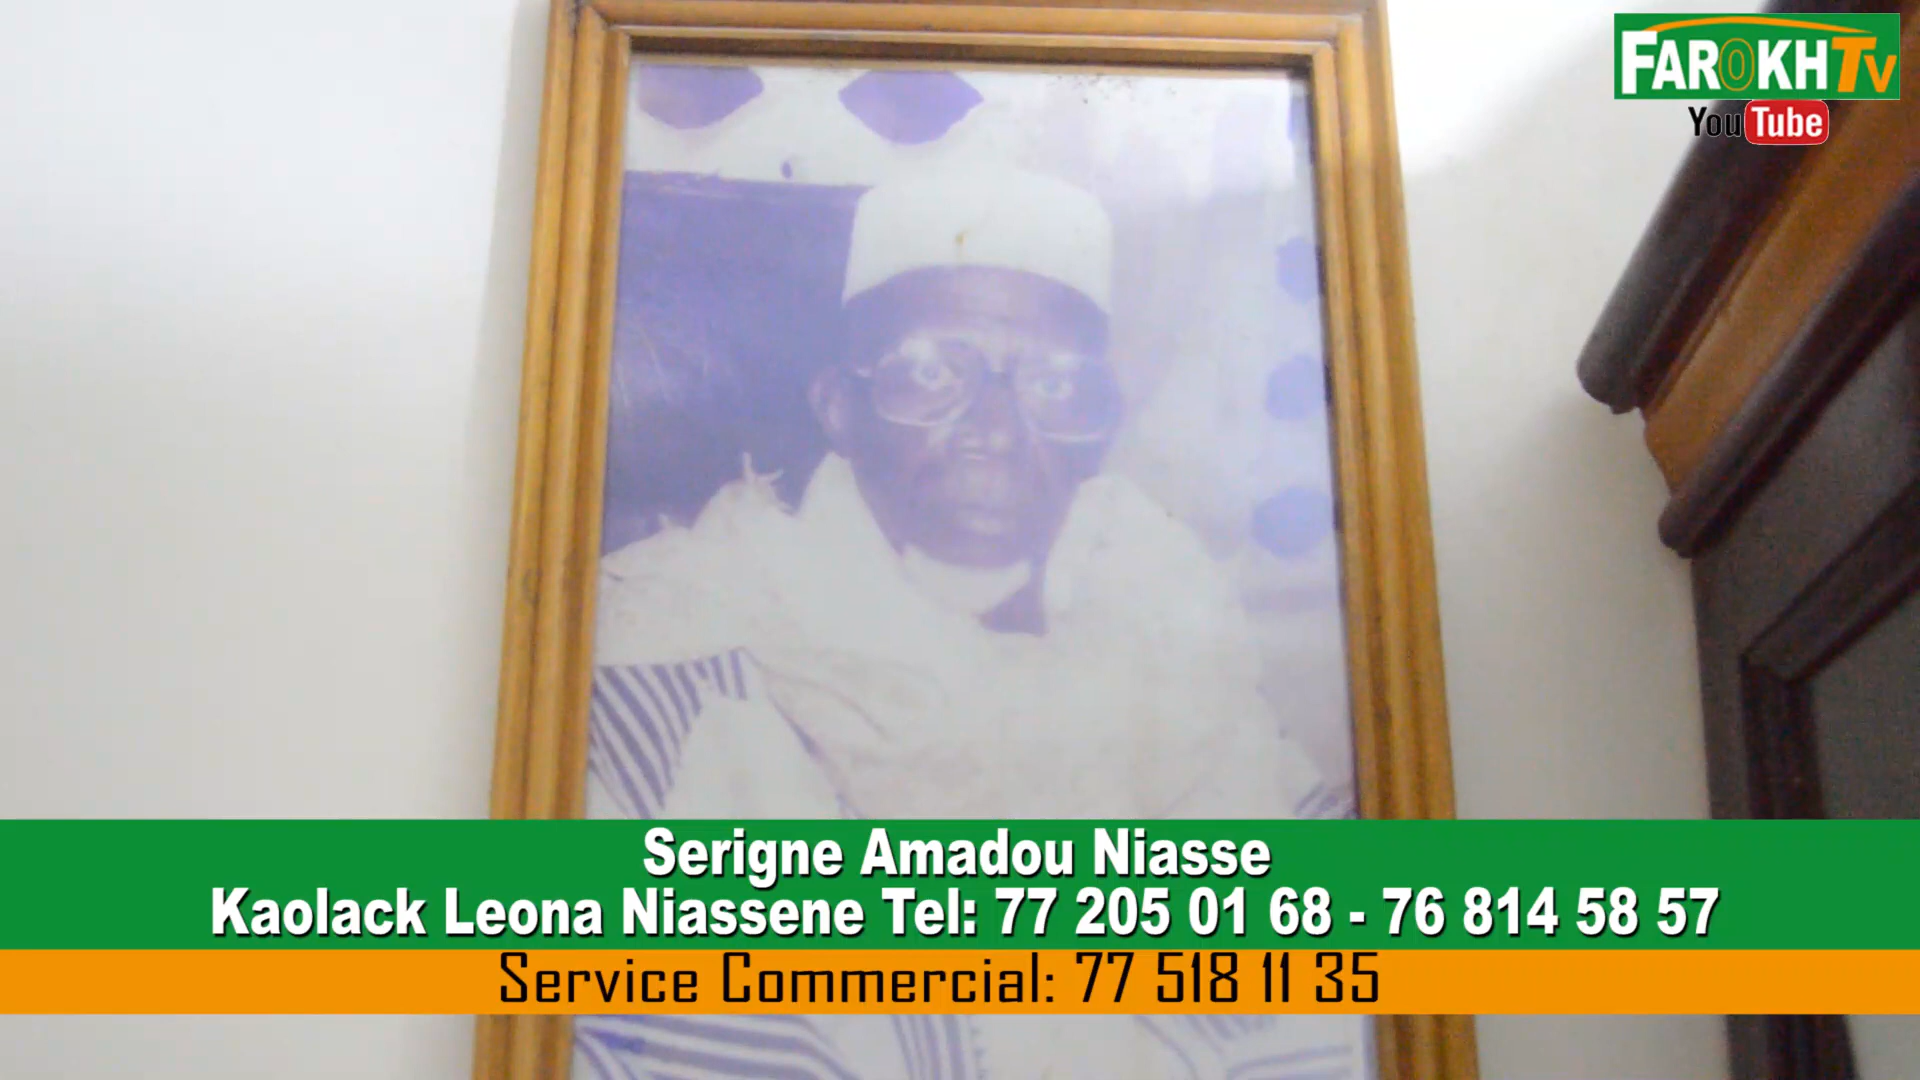 FAROKHTV
YouTube
Serigne Amadou Niasse
Kaolack Leona Niassene Tel: 77 205 01 68 - 76 814 58 57
Service Commercial: 77 518 11 35